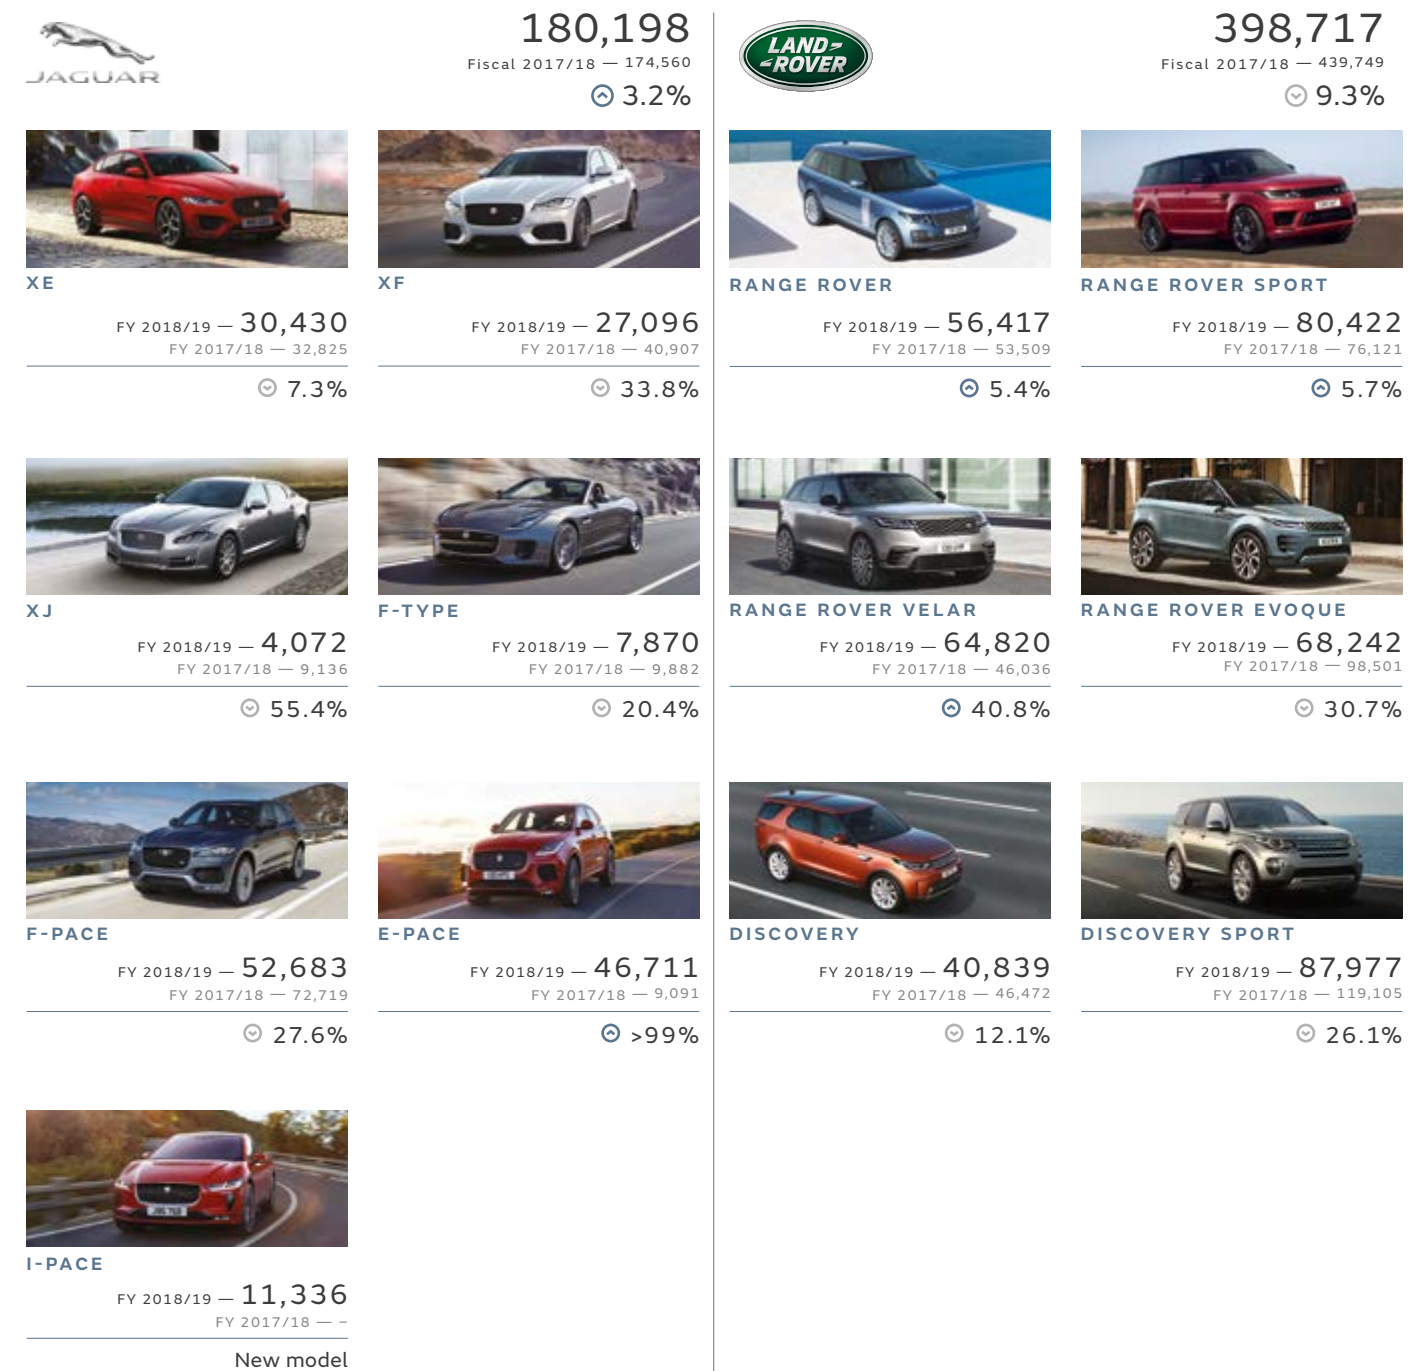 JAGUAR
180,198
Fiscal 2017/18 — 174,560
3.2%
XE
FY 2018/19 — 30,430
FY 2017/18 — 32,825
7.3%
XF
FY 2018/19 — 27,096
FY 2017/18 — 40,907
33.8%
XJ
FY 2018/19 — 4,072
FY 2017/18 — 9,136
55.4%
F-TYPE
FY 2018/19 — 7,870
FY 2017/18 — 9,882
20.4%
F-PACE
FY 2018/19 — 52,683
FY 2017/18 — 72,719
27.6%
E-PACE
FY 2018/19 — 46,711
FY 2017/18 — 9,091
>99%
I-PACE
FY 2018/19 — 11,336
FY 2017/18 — –
New model
LAND-
-ROVER
398,717
Fiscal 2017/18 — 439,749
9.3%
RANGE ROVER
FY 2018/19 — 56,417
FY 2017/18 — 53,509
5.4%
RANGE ROVER SPORT
FY 2018/19 — 80,422
FY 2017/18 — 76,121
5.7%
RANGE ROVER VELAR
FY 2018/19 — 64,820
FY 2017/18 — 46,036
40.8%
RANGE ROVER EVOQUE
FY 2018/19 — 68,242
FY 2017/18 — 98,501
30.7%
DISCOVERY
FY 2018/19 — 40,839
FY 2017/18 — 46,472
12.1%
DISCOVERY SPORT
FY 2018/19 — 87,977
FY 2017/18 — 119,105
26.1%